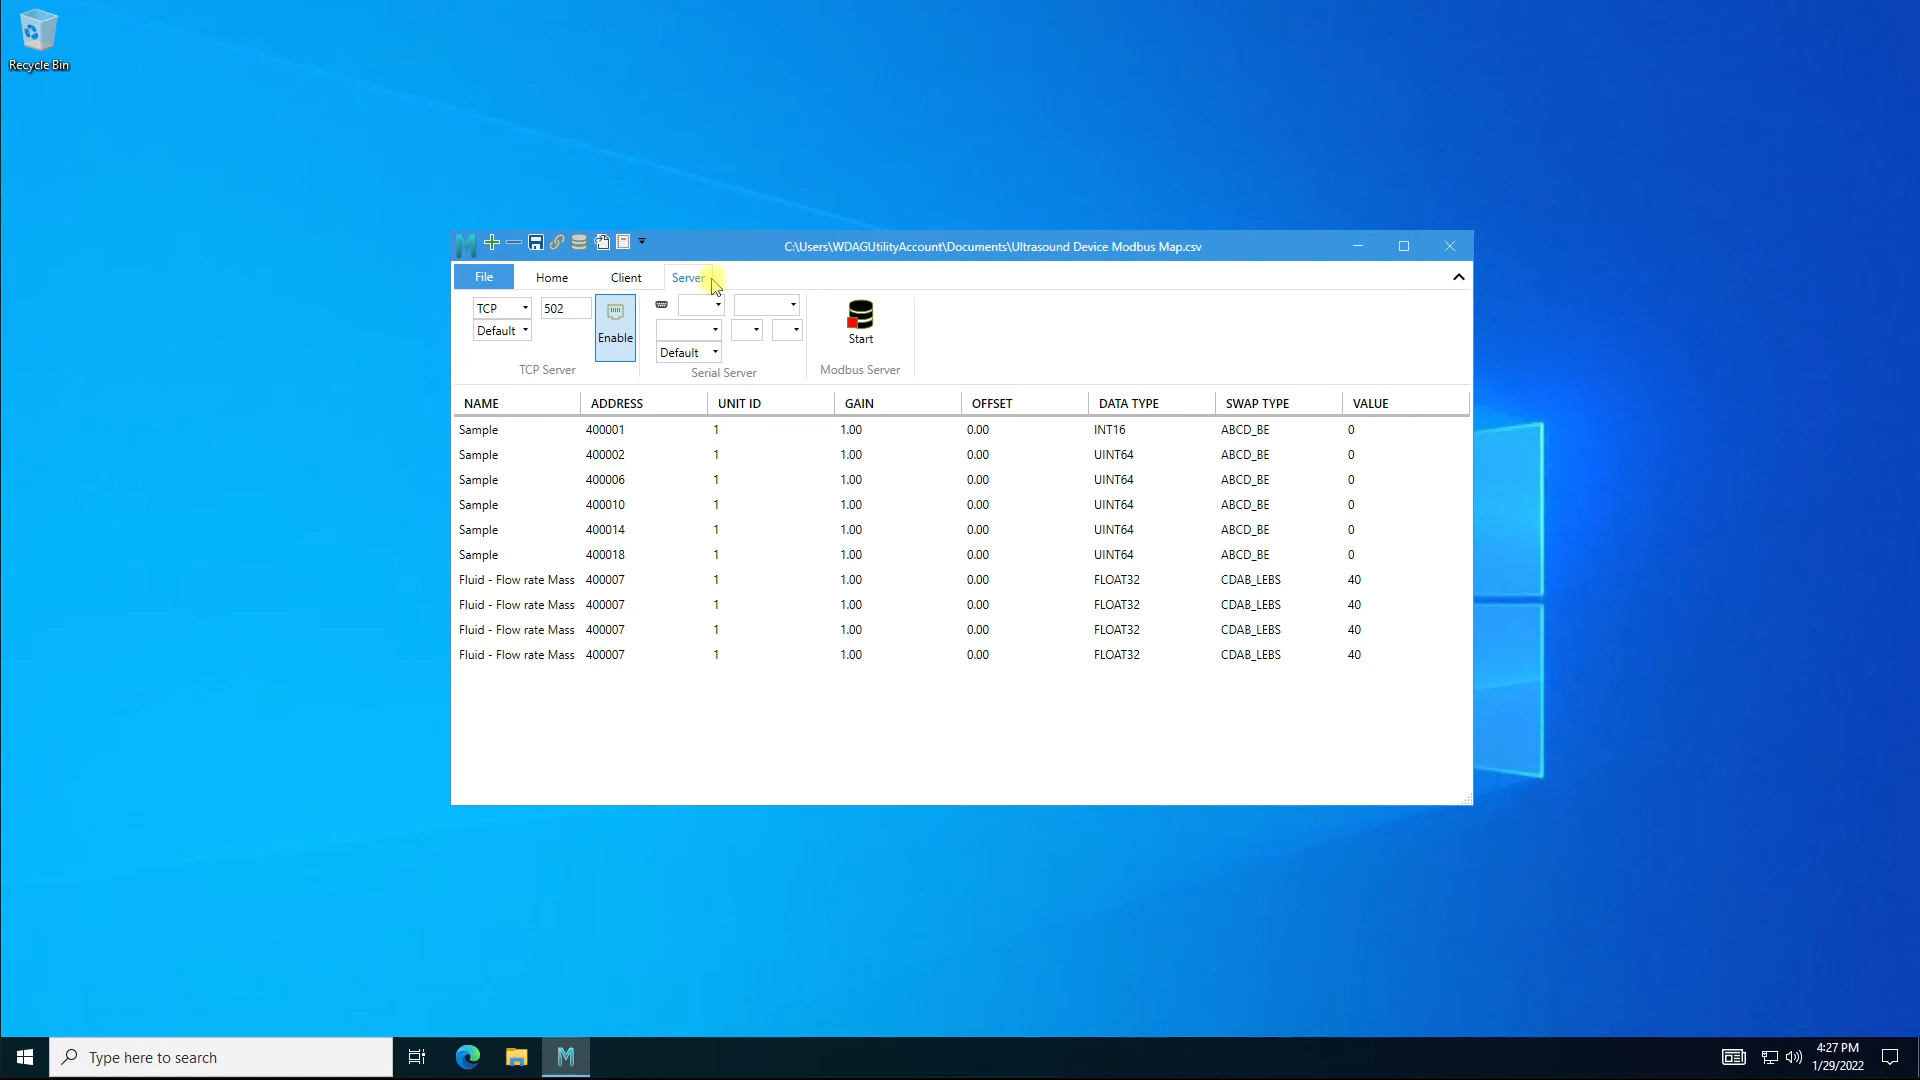 Recycle Bin
C:\Users\WDAGUtilityAccount\Documents\Ultrasound Device Modbus Map.csv
File Home Client Server
TCP 502
Default
Enable
TCP Server
Default
Serial Server
Start
Modbus Server
NAME ADDRESS UNIT ID GAIN OFFSET DATA TYPE SWAP TYPE VALUE
Sample 400001 1 1.00 0.00 INT16 ABCD_BE 0
Sample 400002 1 1.00 0.00 UINT64 ABCD_BE 0
Sample 400006 1 1.00 0.00 UINT64 ABCD_BE 0
Sample 400010 1 1.00 0.00 UINT64 ABCD_BE 0
Sample 400014 1 1.00 0.00 UINT64 ABCD_BE 0
Sample 400018 1 1.00 0.00 UINT64 ABCD_BE 0
Fluid - Flow rate Mass 400007 1 1.00 0.00 FLOAT32 CDAB_LEBS 40
Fluid - Flow rate Mass 400007 1 1.00 0.00 FLOAT32 CDAB_LEBS 40
Fluid - Flow rate Mass 400007 1 1.00 0.00 FLOAT32 CDAB_LEBS 40
Fluid - Flow rate Mass 400007 1 1.00 0.00 FLOAT32 CDAB_LEBS 40
Type here to search
4:27 PM
1/29/2022